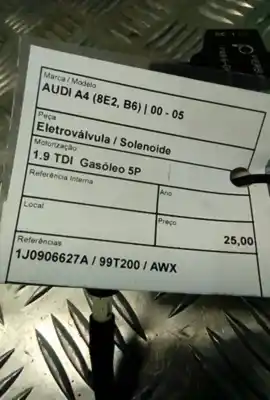 Marca / Modelo
AUDI A4 (8E2, B6) | 00 - 05
Peça
Eletroválvula / Solenoide
Motorização
1.9 TDI Gasóleo 5P
Referência Interna
Ano
Local
Preço
25,00
Referências
1J0906627A / 99T200 / AWX